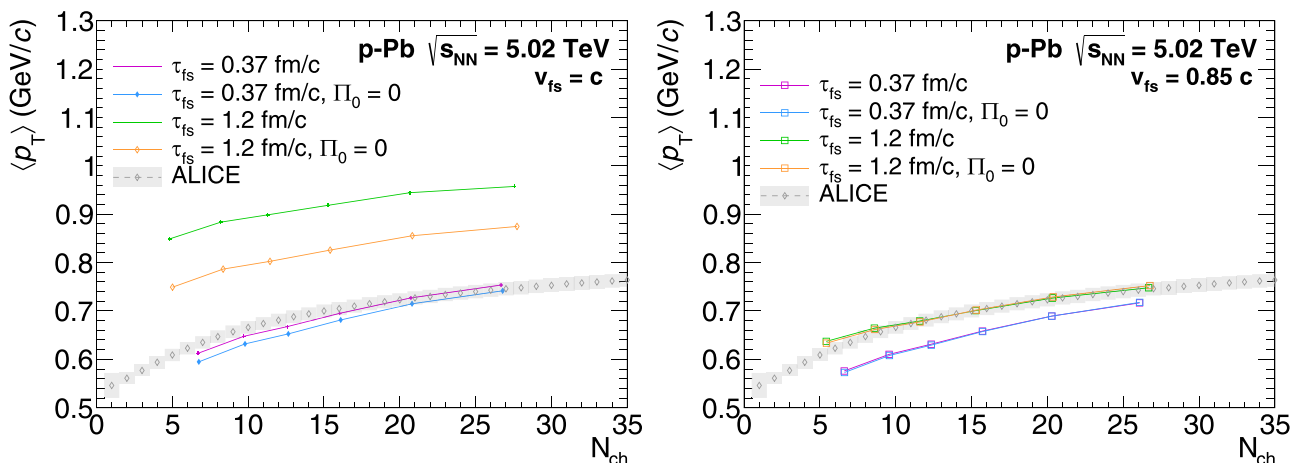 p-Pb √s_NN = 5.02 TeV
v_fs = c
τ_fs = 0.37 fm/c
τ_fs = 0.37 fm/c, Π_0 = 0
τ_fs = 1.2 fm/c
τ_fs = 1.2 fm/c, Π_0 = 0
ALICE
⟨p_T⟩ (GeV/c)
1.3
1.2
1.1
1
0.9
0.8
0.7
0.6
0.5
0 5 10 15 20 25 30 35
N_ch
p-Pb √s_NN = 5.02 TeV
v_fs = 0.85 c
τ_fs = 0.37 fm/c
τ_fs = 0.37 fm/c, Π_0 = 0
τ_fs = 1.2 fm/c
τ_fs = 1.2 fm/c, Π_0 = 0
ALICE
⟨p_T⟩ (GeV/c)
1.3
1.2
1.1
1
0.9
0.8
0.7
0.6
0.5
0 5 10 15 20 25 30 35
N_ch